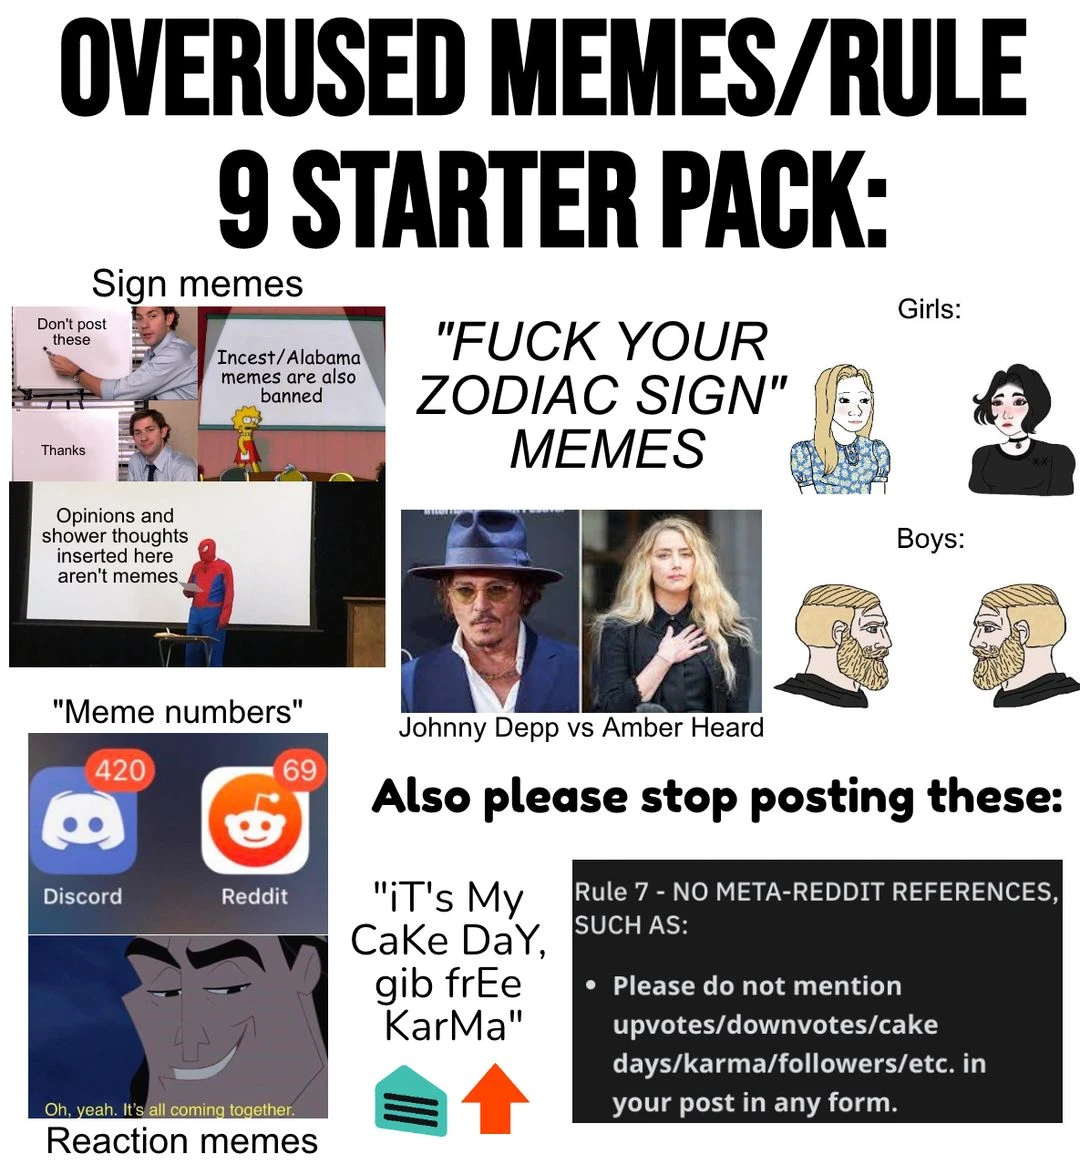 OVERUSED MEMES/RULE
9 STARTER PACK:
Sign memes
Don't post
these
Thanks
Incest/Alabama
memes are also
banned
Opinions and
shower thoughts
inserted here
aren't memes
"FUCK YOUR
ZODIAC SIGN"
MEMES
Girls:
X-X
Boys:
Johnny Depp vs Amber Heard
"Meme numbers"
420
69
Discord
Reddit
Oh, yeah. It's all coming together.
Reaction memes
Also please stop posting these:
"iT's My
CaKe DaY,
gib frEe
KarMa"
Rule 7 - NO META-REDDIT REFERENCES,
SUCH AS:
• Please do not mention
upvotes/downvotes/cake
days/karma/followers/etc. in
your post in any form.